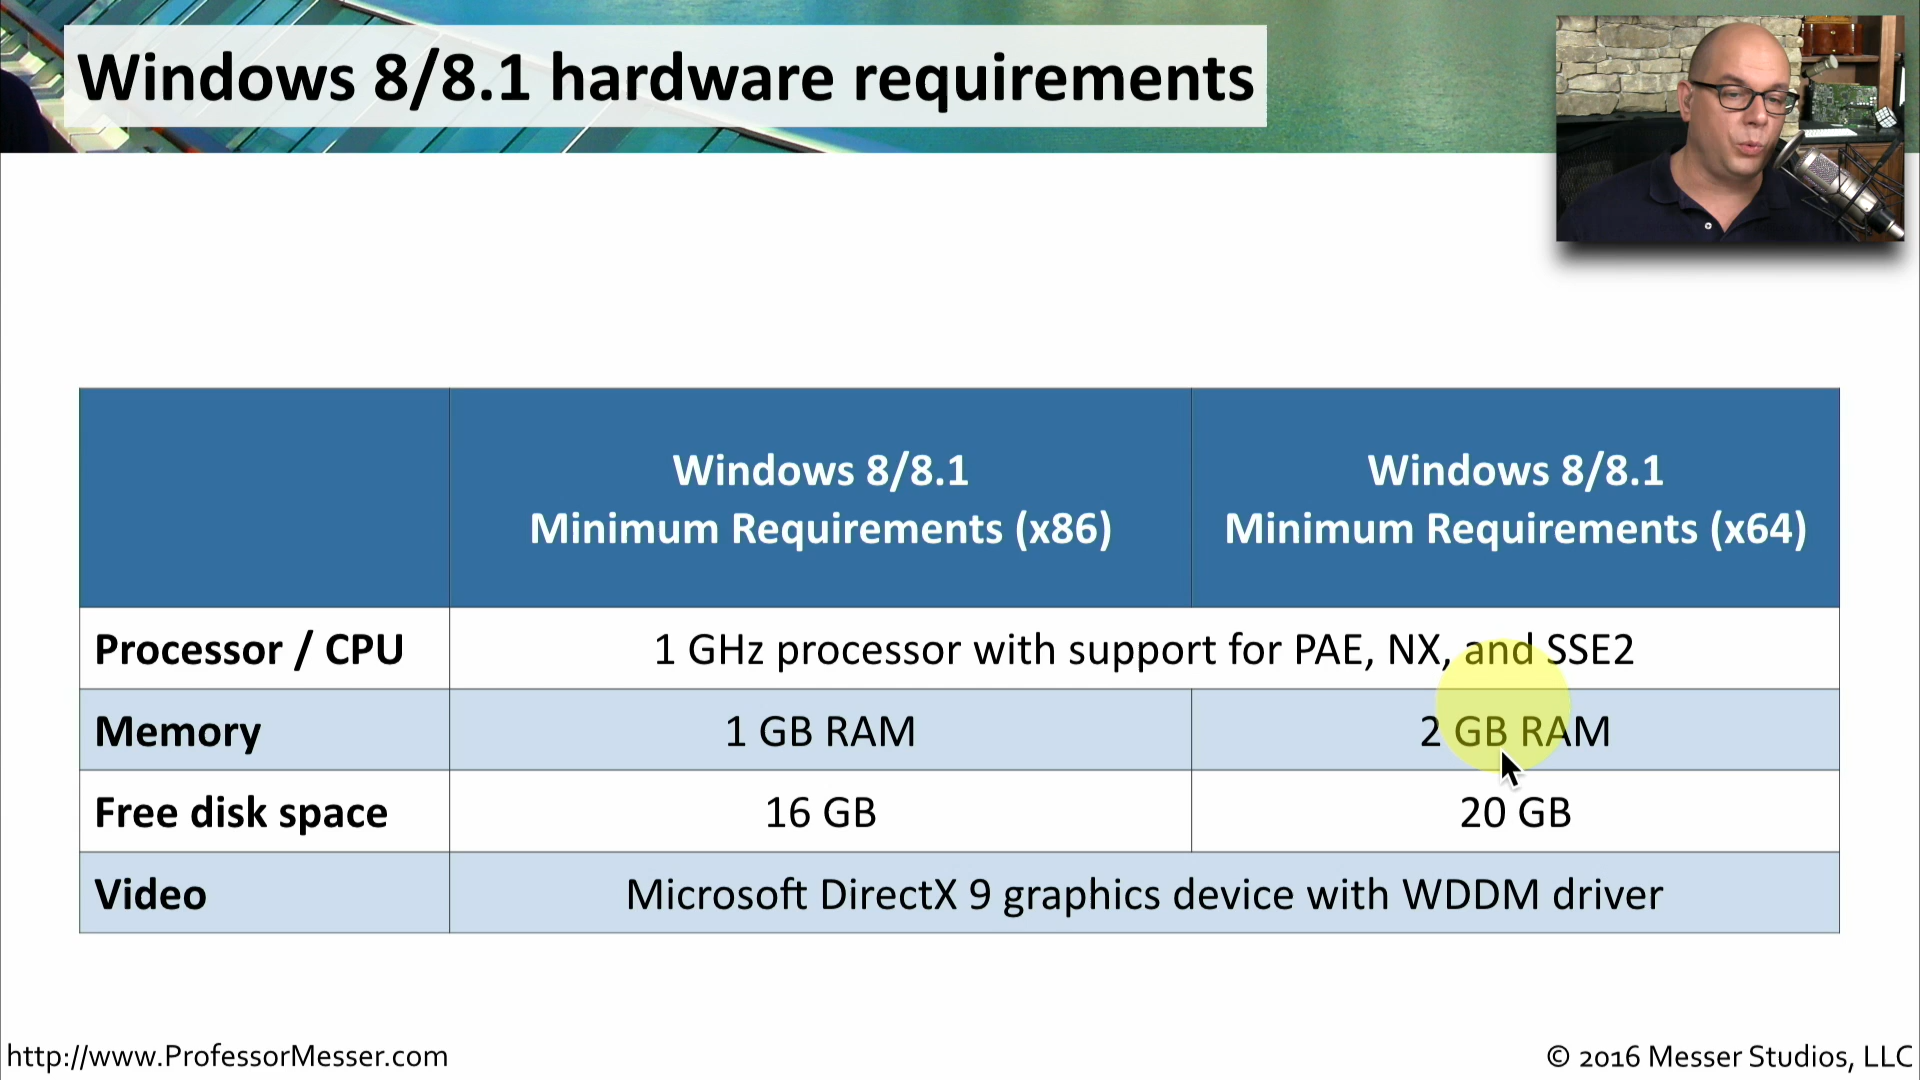 Windows 8/8.1 hardware requirements
Windows 8/8.1
Minimum Requirements (x86)
Windows 8/8.1
Minimum Requirements (x64)
Processor / CPU
1 GHz processor with support for PAE, NX, and SSE2
Memory
1 GB RAM
2 GB RAM
Free disk space
16 GB
20 GB
Video
Microsoft DirectX 9 graphics device with WDDM driver
http://www.ProfessorMesser.com
© 2016 Messer Studios, LLC